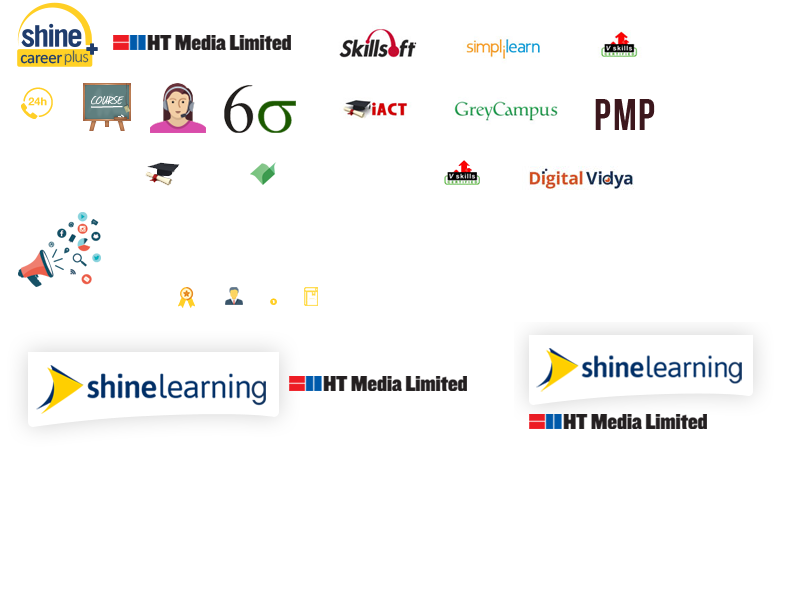 shine
career plus
HT Media Limited
Skillsoft
simplilearn
V skills
CERTIFIED
24h
COURSE
6σ
iACT
GreyCampus
PMP
V skills
CERTIFIED
Digital Vidya
shinelearning
HT Media Limited
shinelearning
HT Media Limited